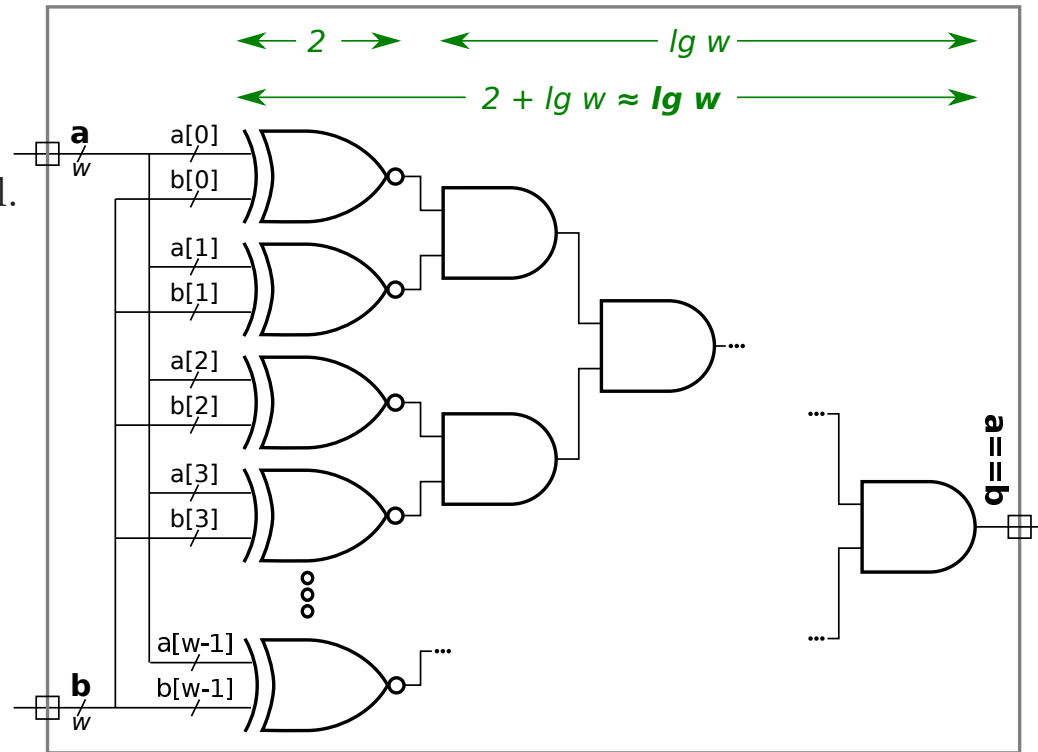 2
lg w
2 + lg w ≈ lg w
a
w
a[0]
b[0]
l.
a[1]
b[1]
a[2]
b[2]
a[3]
b[3]
a==b
a[w-1]
b[w-1]
b
w